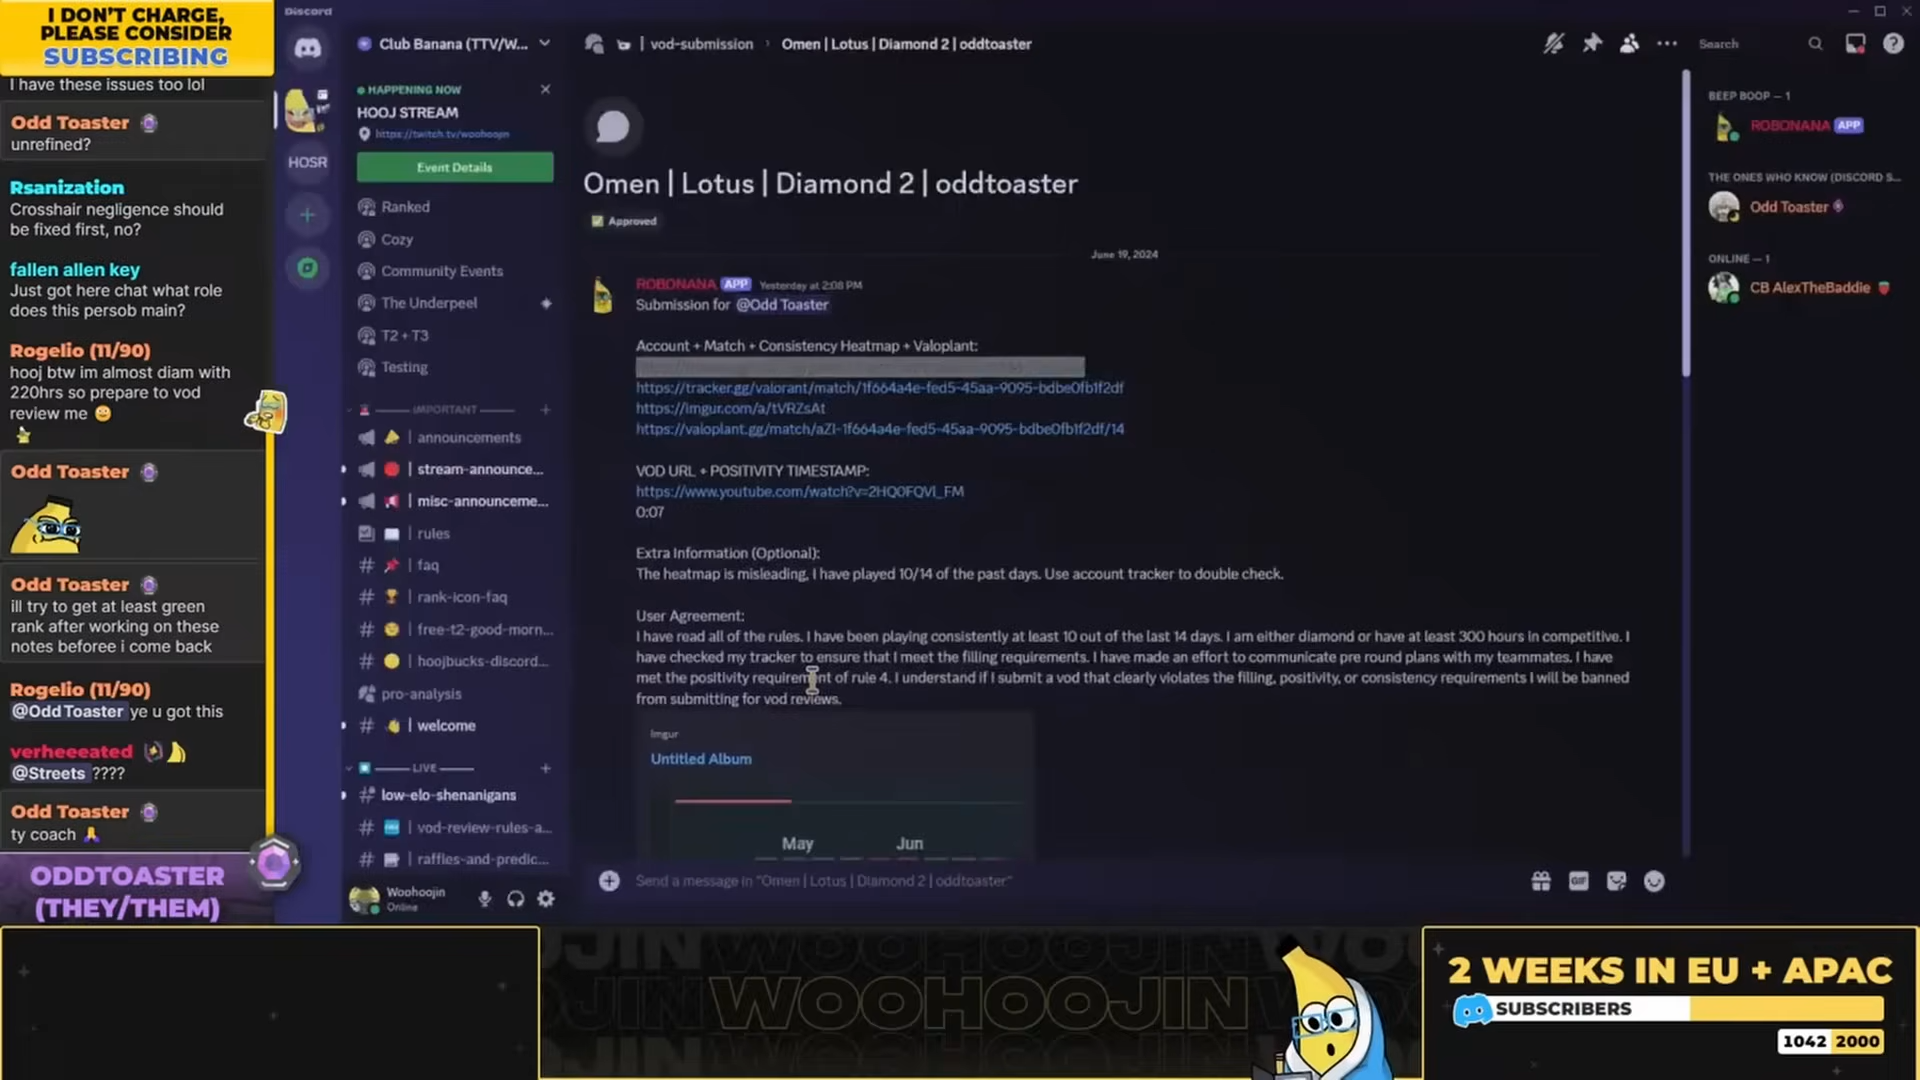 I DON'T CHARGE,
PLEASE CONSIDER
SUBSCRIBING
I have these issues too lol
Odd Toaster
unrefined?
Rsanization
Crosshair negligence should
be fixed first, no?
fallen allen key
Just got here chat what role
does this persob main?
Rogelio (11/90)
hooj btw im almost diam with
220hrs so prepare to vod
review me
Odd Toaster
Odd Toaster
ill try to get at least green
rank after working on these
notes beforee i come back
Rogelio (11/90)
@Odd Toaster ye u got this
verheeeated
@Streets ????
Odd Toaster
ty coach
ODDTOASTER
(THEY/THEM)
Discord
HOSR
Club Banana (TTV/W...
HAPPENING NOW
HOOJ STREAM
https://twitch.tv/woohoojin
Event Details
Ranked
Cozy
Community Events
The Underpeel
T2 + T3
Testing
IMPORTANT
announcements
stream-announce...
misc-announceme...
rules
faq
rank-icon-faq
free-t2-good-morn...
hoojbucks-discord...
pro-analysis
welcome
LIVE
low-elo-shenanigans
vod-review-rules-a...
raffles-and-predic...
Woohoojin
Online
vod-submission › Omen | Lotus | Diamond 2 | oddtoaster
Search
Omen | Lotus | Diamond 2 | oddtoaster
Approved
June 19, 2024
ROBONANA APP Yesterday at 2:08 PM
Submission for @Odd Toaster
Account + Match + Consistency Heatmap + Valoplant:
https://tracker.gg/valorant/match/1f664a4e-fed5-45aa-9095-bdbe0fb1f2df
https://imgur.com/a/tVRZsAt
https://valoplant.gg/match/aZI-1f664a4e-fed5-45aa-9095-bdbe0fb1f2df/14
VOD URL + POSITIVITY TIMESTAMP:
https://www.youtube.com/watch?v=2HQ0FQVl_FM
0:07
Extra Information (Optional):
The heatmap is misleading, I have played 10/14 of the past days. Use account tracker to double check.
User Agreement:
I have read all of the rules. I have been playing consistently at least 10 out of the last 14 days. I am either diamond or have at least 300 hours in competitive. I
have checked my tracker to ensure that I meet the filling requirements. I have made an effort to communicate pre round plans with my teammates. I have
met the positivity requirement of rule 4. I understand if I submit a vod that clearly violates the filling, positivity, or consistency requirements I will be banned
from submitting for vod reviews.
Imgur
Untitled Album
May Jun
Send a message in "Omen | Lotus | Diamond 2 | oddtoaster"
GIF
BEEP BOOP — 1
ROBONANA APP
THE ONES WHO KNOW (DISCORD S...
Odd Toaster
ONLINE — 1
CB AlexTheBaddie
WOOHOOJIN
2 WEEKS IN EU + APAC
SUBSCRIBERS
1042 2000